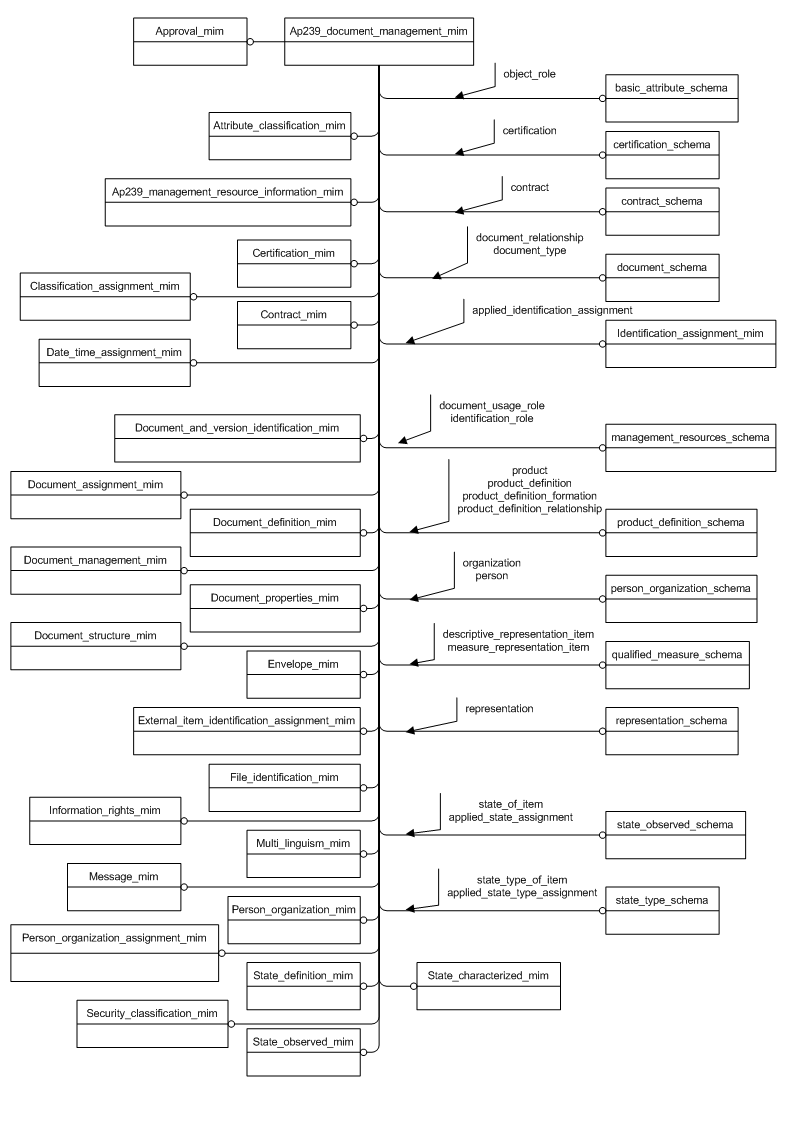 Approval_mim
Ap239_document_management_mim
object_role
basic_attribute_schema
Attribute_classification_mim
certification
certification_schema
Ap239_management_resource_information_mim
contract
contract_schema
Certification_mim
document_relationship
document_type
document_schema
Classification_assignment_mim
Contract_mim
applied_identification_assignment
Identification_assignment_mim
Date_time_assignment_mim
Document_and_version_identification_mim
document_usage_role
identification_role
management_resources_schema
Document_assignment_mim
product
product_definition
product_definition_formation
product_definition_relationship
Document_definition_mim
product_definition_schema
Document_management_mim
organization
person
person_organization_schema
Document_properties_mim
Document_structure_mim
descriptive_representation_item
measure_representation_item
qualified_measure_schema
Envelope_mim
representation
External_item_identification_assignment_mim
representation_schema
File_identification_mim
Information_rights_mim
state_of_item
applied_state_assignment
state_observed_schema
Multi_linguism_mim
Message_mim
state_type_of_item
applied_state_type_assignment
state_type_schema
Person_organization_mim
Person_organization_assignment_mim
State_definition_mim
State_characterized_mim
Security_classification_mim
State_observed_mim